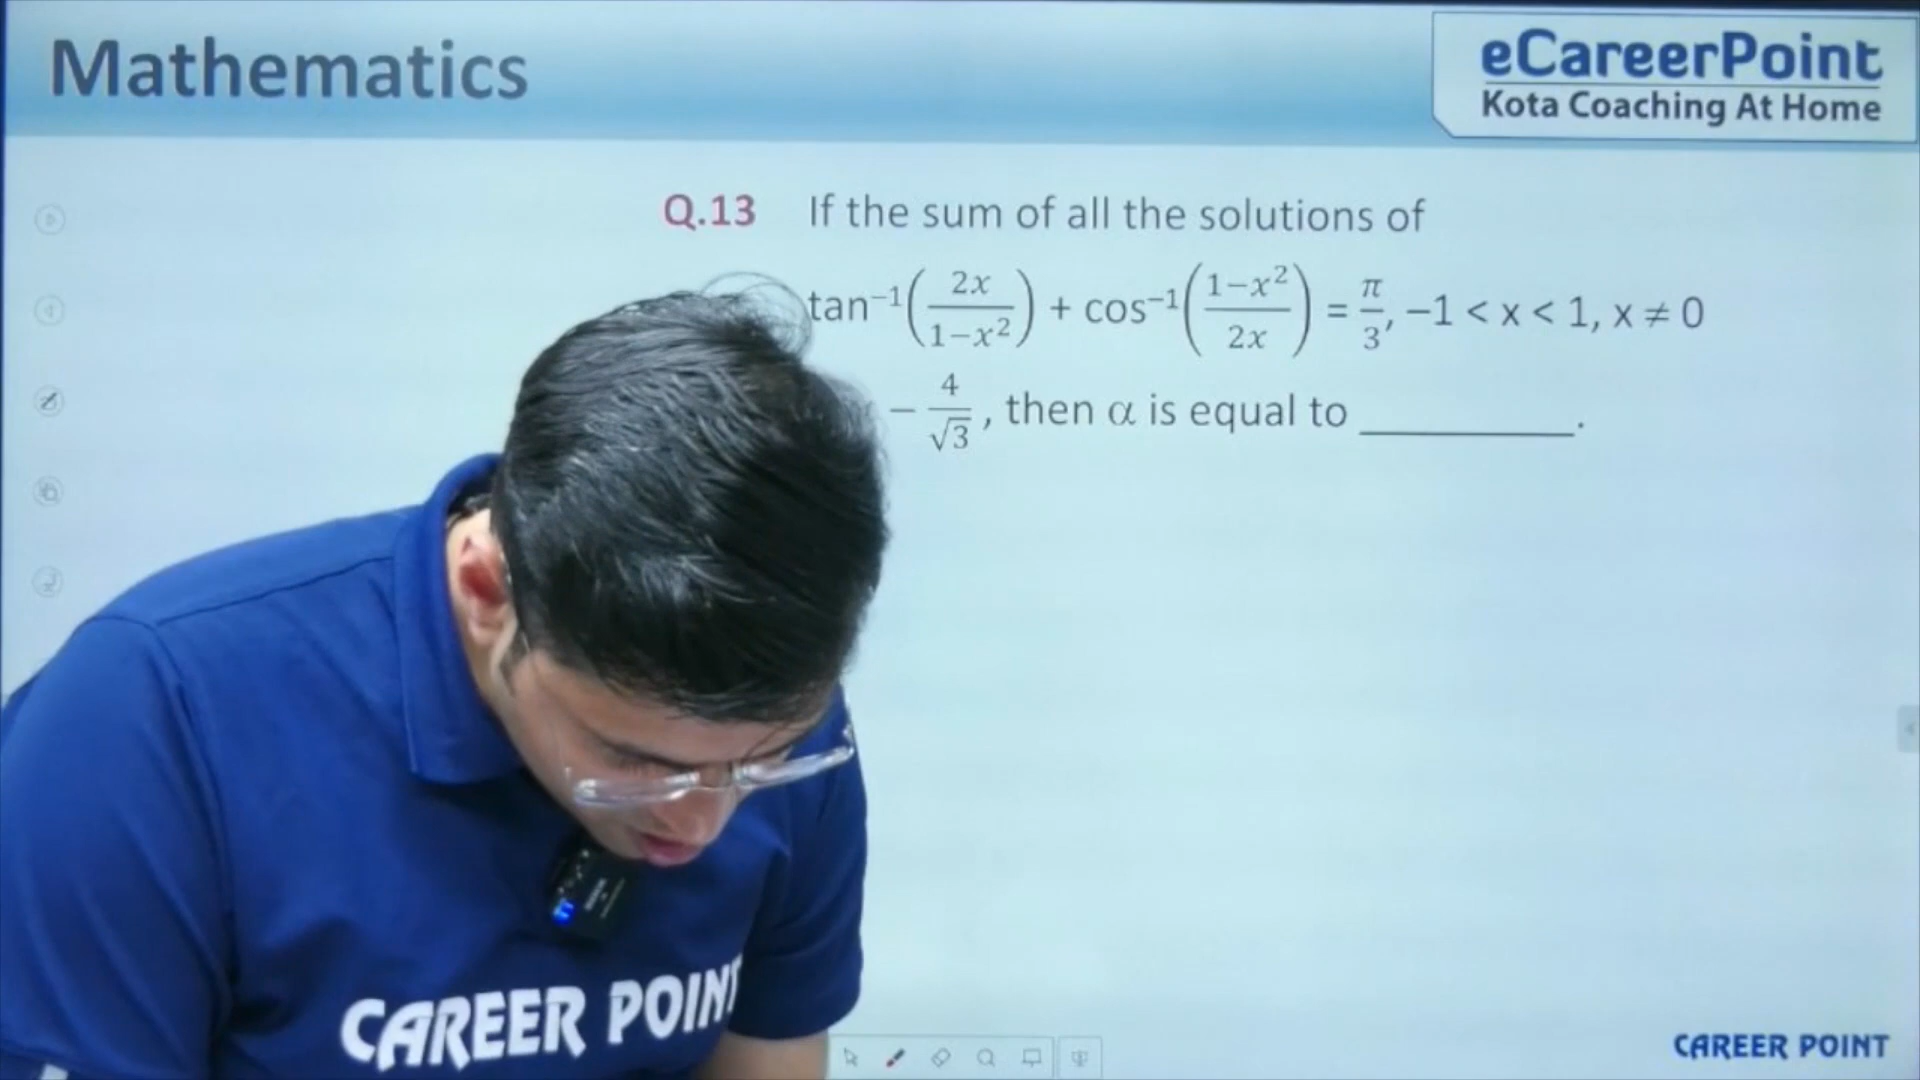 Mathematics
eCareerPoint
Kota Coaching At Home
Q.13 If the sum of all the solutions of
tan⁻¹(2x/1−x²) + cos⁻¹(1−x²/2x) = π/3, −1 < x < 1, x ≠ 0
− 4/√3, then α is equal to ________.
CAREER POINT
CAREER POINT